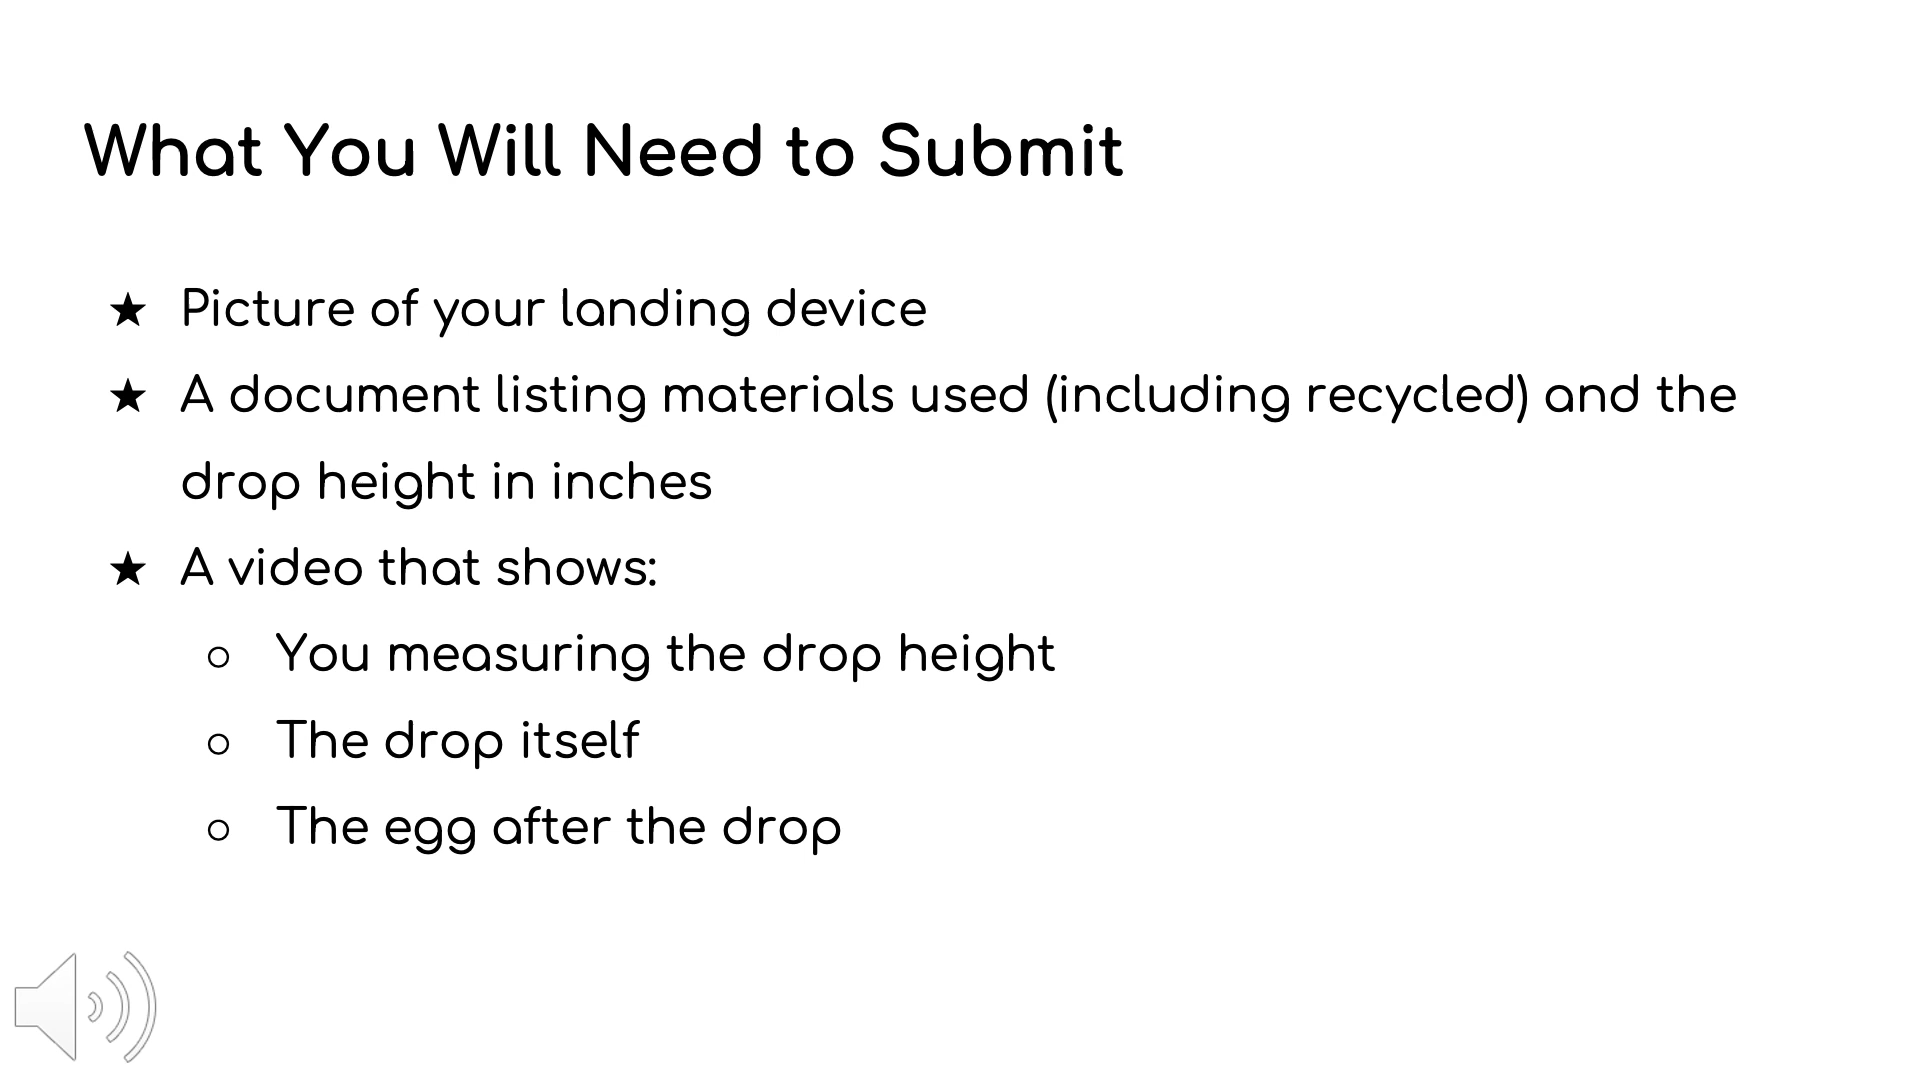 What You Will Need to Submit
★ Picture of your landing device
★ A document listing materials used (including recycled) and the
drop height in inches
★ A video that shows:
○ You measuring the drop height
○ The drop itself
○ The egg after the drop